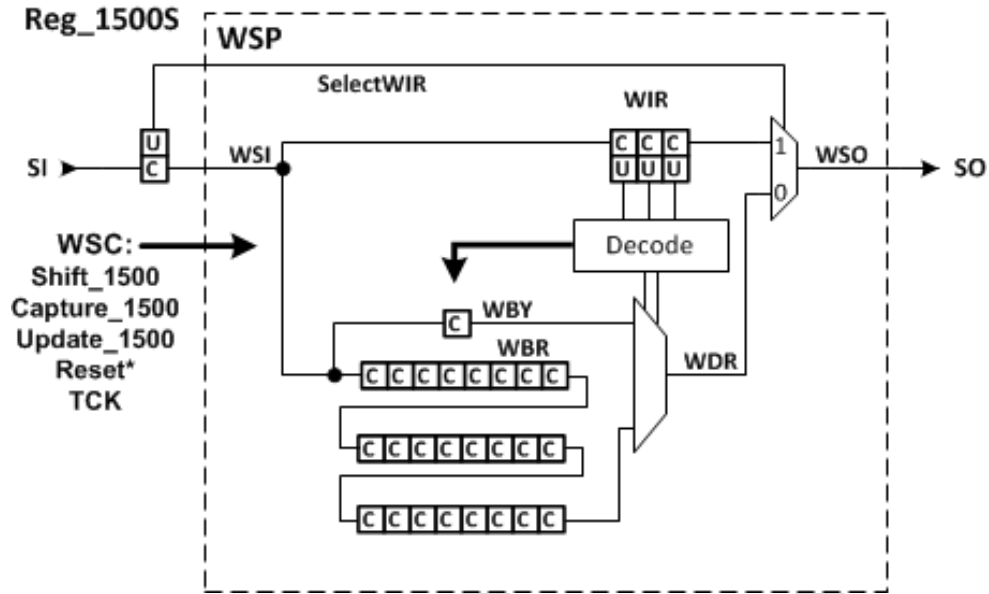 Reg_1500S
WSP
SelectWIR
WIR
U
C C C
1
SI
C
WSI
U U U
WSO
SO
0
WSC:
Decode
Shift_1500
Capture_1500
Update_1500
Reset*
TCK
C
WBY
WBR
WDR
C C C C C C C C
C C C C C C C C
C C C C C C C C